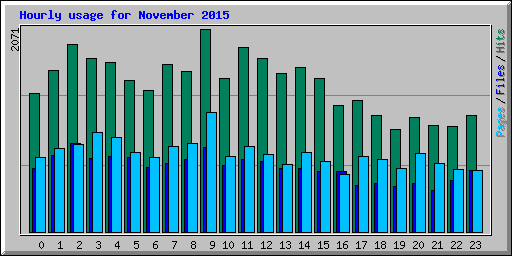 Hourly usage for November 2015
2071
Pages/Files/Hits
0 1 2 3 4 5 6 7 8 9 10 11 12 13 14 15 16 17 18 19 20 21 22 23